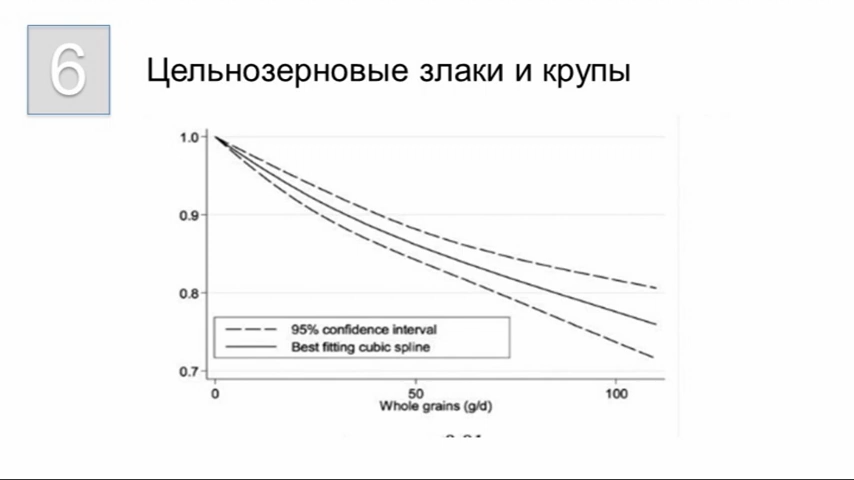 6
Цельнозерновые злаки и крупы
1.0
0.9
0.8
95% confidence interval
Best fitting cubic spline
0.7
0 50 100
Whole grains (g/d)